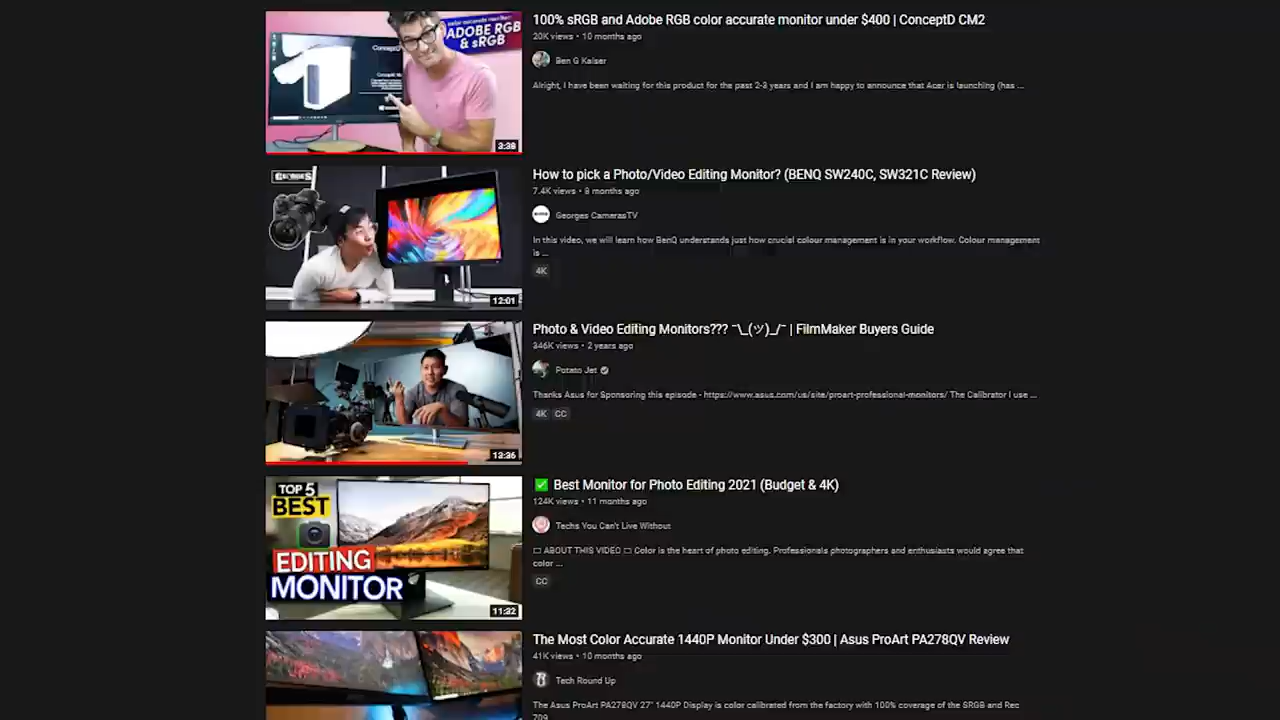 ADOBE RGB
& sRGB
3:38
100% sRGB and Adobe RGB color accurate monitor under $400 | ConceptD CM2
20K views • 10 months ago
Ben G Kaiser
Alright, I have been waiting for this product for the past 2-3 years and I am happy to announce that Acer is launching (has ...
GEORGES
12:01
How to pick a Photo/Video Editing Monitor? (BENQ SW240C, SW321C Review)
7.4K views • 8 months ago
Georges CamerasTV
In this video, we will learn how BenQ understands just how crucial colour management is in your workflow. Colour management
is ...
4K
13:36
Photo & Video Editing Monitors??? ¯\_(ツ)_/¯ | FilmMaker Buyers Guide
346K views • 2 years ago
Potato Jet
Thanks Asus for Sponsoring this episode - https://www.asus.com/us/site/proart-professional-monitors/ The Calibrator I use ...
4K CC
TOP 5
BEST
EDITING
MONITOR
11:32
✅ Best Monitor for Photo Editing 2021 (Budget & 4K)
124K views • 11 months ago
Techs You Can't Live Without
ABOUT THIS VIDEO Color is the heart of photo editing. Professionals photographers and enthusiasts would agree that
color ...
CC
The Most Color Accurate 1440P Monitor Under $300 | Asus ProArt PA278QV Review
41K views • 10 months ago
Tech Round Up
The Asus ProArt PA278QV 27" 1440P Display is color calibrated from the factory with 100% coverage of the SRGB and Rec
709